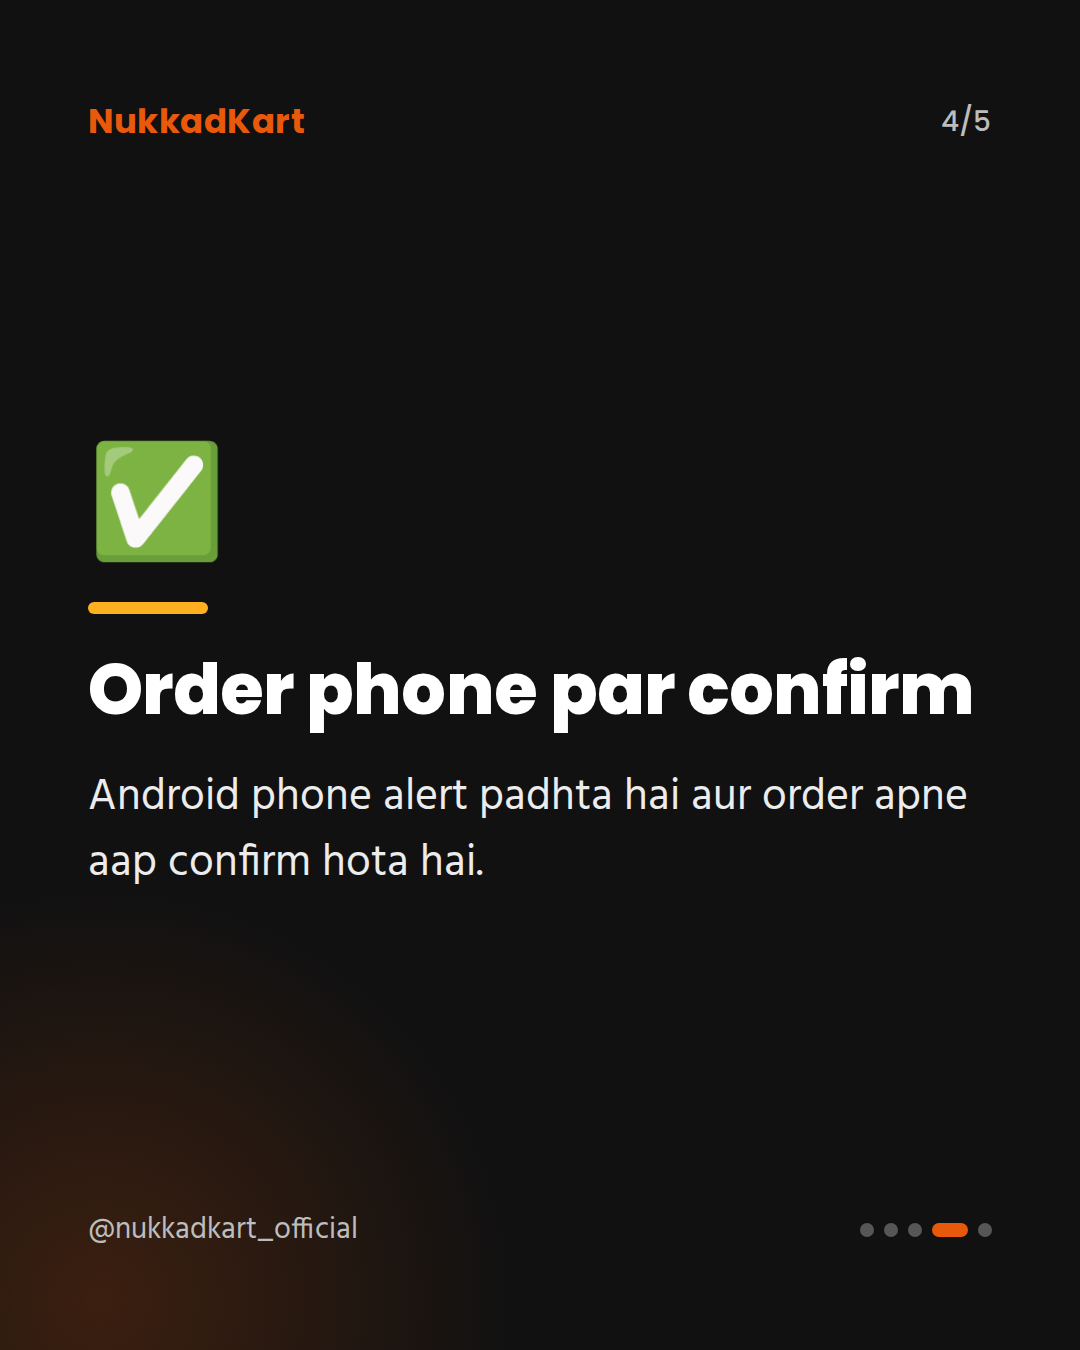 NukkadKart
4/5
Order phone par confirm
Android phone alert padhta hai aur order apne
aap confirm hota hai.
@nukkadkart_official